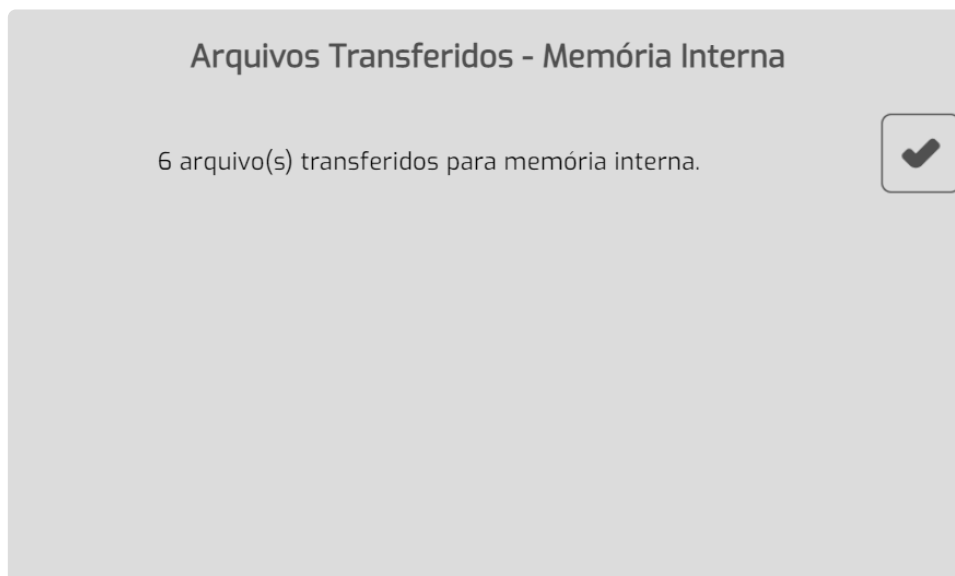 Arquivos Transferidos - Memória Interna
6 arquivo(s) transferidos para memória interna.